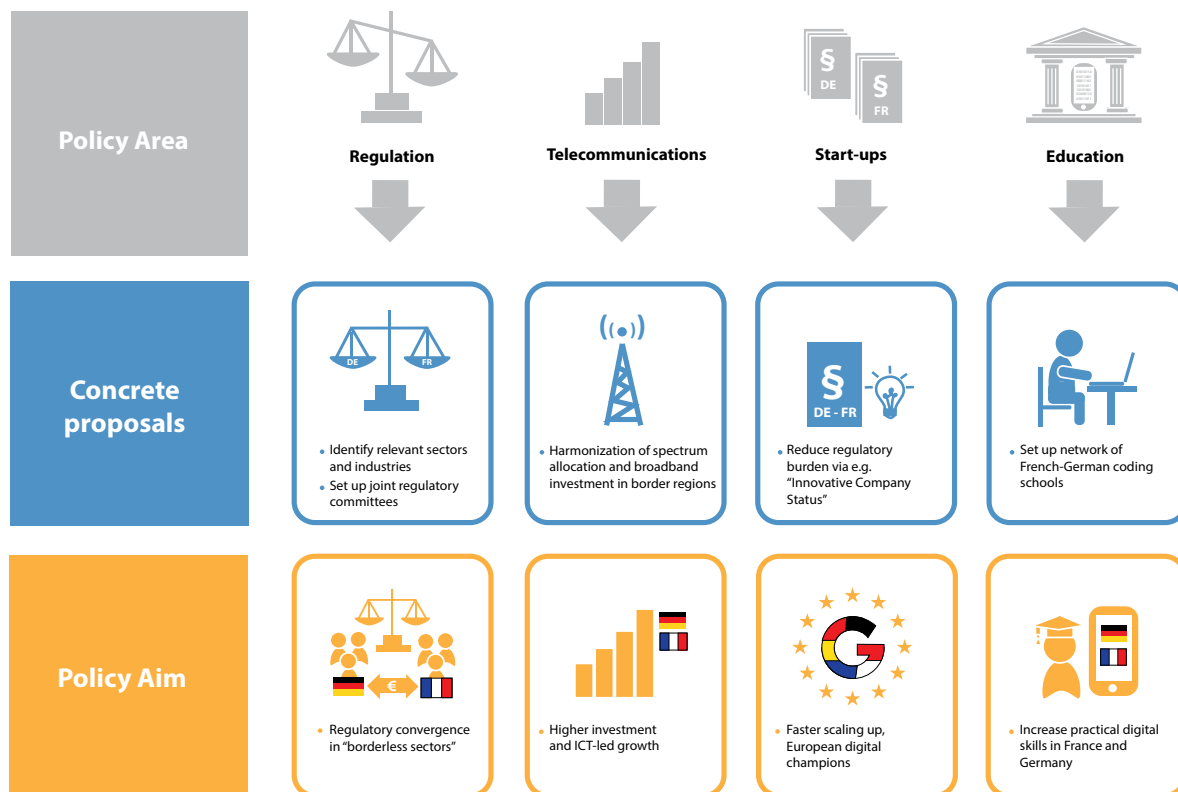 Policy Area
§
DE
§
FR
Regulation
Telecommunications
Start-ups
Education
Concrete
proposals
DE
FR
§
DE - FR
• Identify relevant sectors
and industries
• Set up joint regulatory
committees
• Harmonization of spectrum
allocation and broadband
investment in border regions
• Reduce regulatory
burden via e.g.
“Innovative Company
Status”
• Set up network of
French-German coding
schools
Policy Aim
€
G
• Regulatory convergence
in “borderless sectors”
• Higher investment
and ICT-led growth
• Faster scaling up,
European digital
champions
• Increase practical digital
skills in France and
Germany